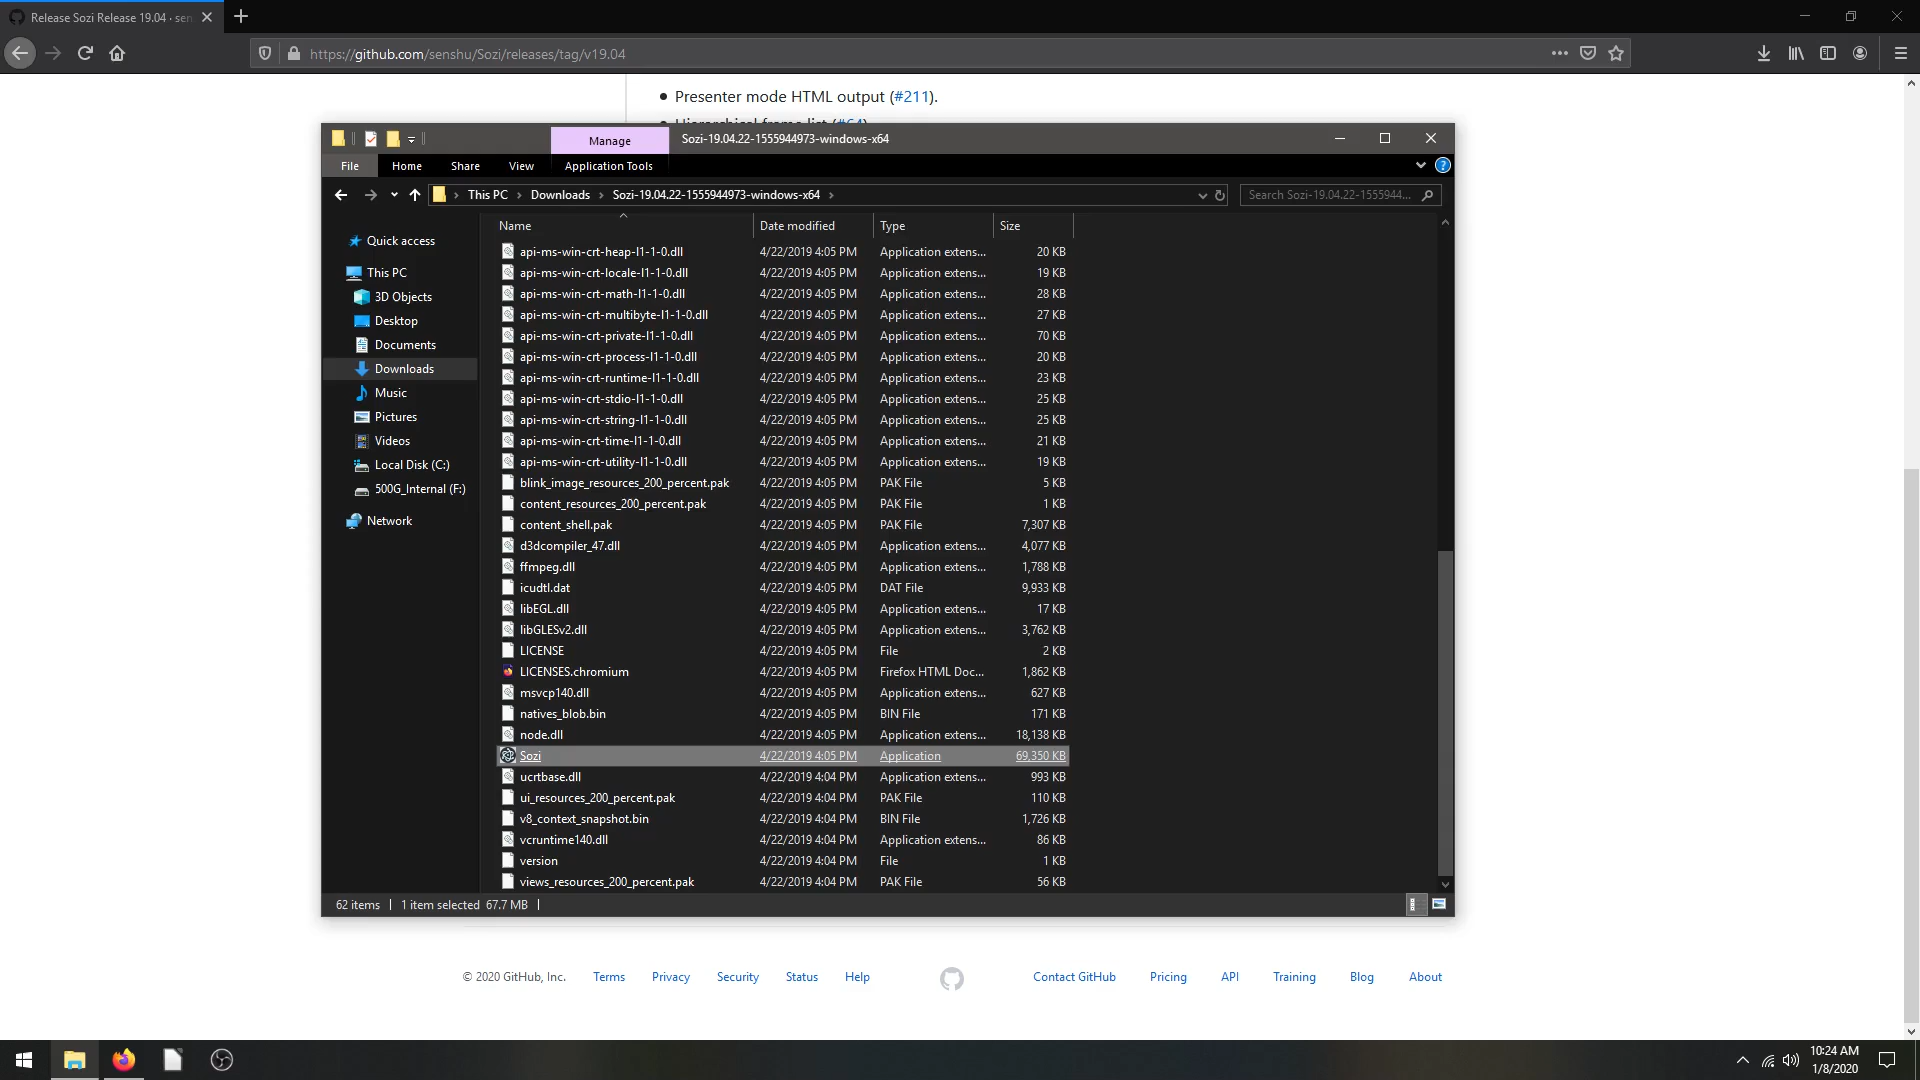 Release Sozi Release 19.04 · sen
https://github.com/senshu/Sozi/releases/tag/v19.04
Presenter mode HTML output (#211).
Manage
Sozi-19.04.22-1555944973-windows-x64
File
Home
Share
View
Application Tools
This PC
Downloads
Sozi-19.04.22-1555944973-windows-x64
Search Sozi-19.04.22-1555944...
Name
Date modified
Type
Size
Quick access
This PC
3D Objects
Desktop
Documents
Downloads
Music
Pictures
Videos
Local Disk (C:)
500G_Internal (F:)
Network
api-ms-win-crt-heap-l1-1-0.dll 4/22/2019 4:05 PM Application extens... 20 KB
api-ms-win-crt-locale-l1-1-0.dll 4/22/2019 4:05 PM Application extens... 19 KB
api-ms-win-crt-math-l1-1-0.dll 4/22/2019 4:05 PM Application extens... 28 KB
api-ms-win-crt-multibyte-l1-1-0.dll 4/22/2019 4:05 PM Application extens... 27 KB
api-ms-win-crt-private-l1-1-0.dll 4/22/2019 4:05 PM Application extens... 70 KB
api-ms-win-crt-process-l1-1-0.dll 4/22/2019 4:05 PM Application extens... 20 KB
api-ms-win-crt-runtime-l1-1-0.dll 4/22/2019 4:05 PM Application extens... 23 KB
api-ms-win-crt-stdio-l1-1-0.dll 4/22/2019 4:05 PM Application extens... 25 KB
api-ms-win-crt-string-l1-1-0.dll 4/22/2019 4:05 PM Application extens... 25 KB
api-ms-win-crt-time-l1-1-0.dll 4/22/2019 4:05 PM Application extens... 21 KB
api-ms-win-crt-utility-l1-1-0.dll 4/22/2019 4:05 PM Application extens... 19 KB
blink_image_resources_200_percent.pak 4/22/2019 4:05 PM PAK File 5 KB
content_resources_200_percent.pak 4/22/2019 4:05 PM PAK File 1 KB
content_shell.pak 4/22/2019 4:05 PM PAK File 7,307 KB
d3dcompiler_47.dll 4/22/2019 4:05 PM Application extens... 4,077 KB
ffmpeg.dll 4/22/2019 4:05 PM Application extens... 1,788 KB
icudtl.dat 4/22/2019 4:05 PM DAT File 9,933 KB
libEGL.dll 4/22/2019 4:05 PM Application extens... 17 KB
libGLESv2.dll 4/22/2019 4:05 PM Application extens... 3,762 KB
LICENSE 4/22/2019 4:05 PM File 2 KB
LICENSES.chromium 4/22/2019 4:05 PM Firefox HTML Doc... 1,862 KB
msvcp140.dll 4/22/2019 4:05 PM Application extens... 627 KB
natives_blob.bin 4/22/2019 4:05 PM BIN File 171 KB
node.dll 4/22/2019 4:05 PM Application extens... 18,138 KB
Sozi 4/22/2019 4:05 PM Application 69,350 KB
ucrtbase.dll 4/22/2019 4:04 PM Application extens... 993 KB
ui_resources_200_percent.pak 4/22/2019 4:04 PM PAK File 110 KB
v8_context_snapshot.bin 4/22/2019 4:04 PM BIN File 1,726 KB
vcruntime140.dll 4/22/2019 4:04 PM Application extens... 86 KB
version 4/22/2019 4:04 PM File 1 KB
views_resources_200_percent.pak 4/22/2019 4:04 PM PAK File 56 KB
62 items
1 item selected 67.7 MB
© 2020 GitHub, Inc. Terms Privacy Security Status Help Contact GitHub Pricing API Training Blog About
10:24 AM
1/8/2020